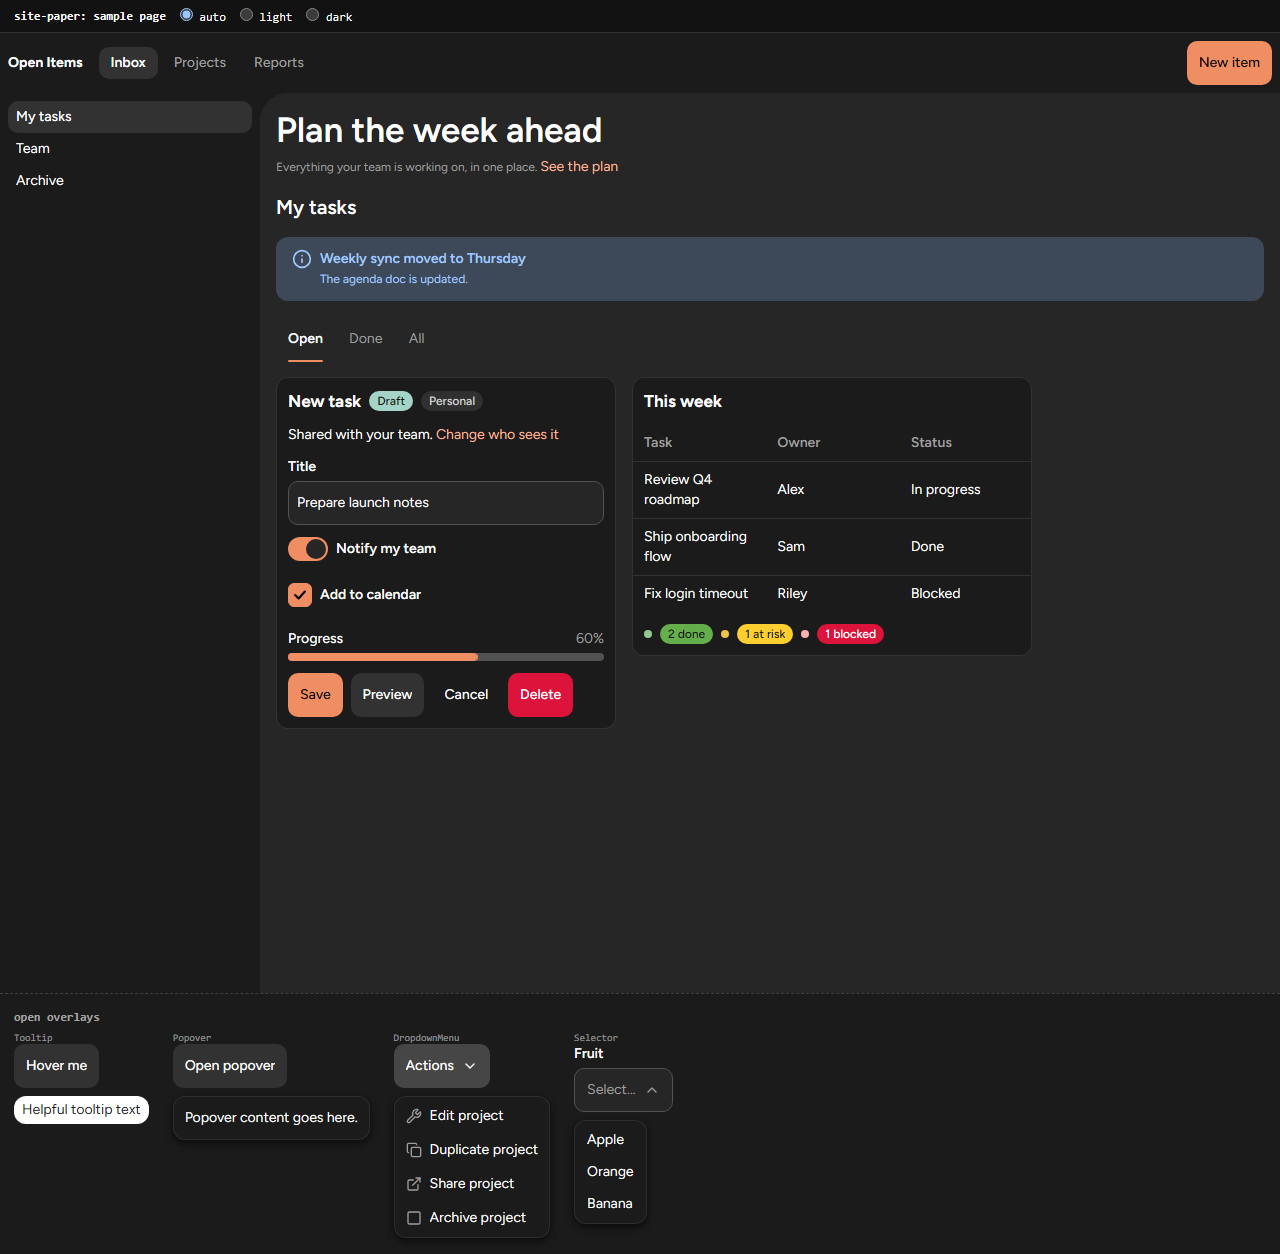 site-paper: sample page auto light dark
Open Items Inbox Projects Reports New item
My tasks
Team
Archive
Plan the week ahead
Everything your team is working on, in one place. See the plan
My tasks
Weekly sync moved to Thursday
The agenda doc is updated.
Open Done All
New task Draft Personal
Shared with your team. Change who sees it
Title
Prepare launch notes
Notify my team
Add to calendar
Progress 60%
Save Preview Cancel Delete
This week
Task Owner Status
Review Q4
roadmap
Alex In progress
Ship onboarding
flow
Sam Done
Fix login timeout Riley Blocked
2 done 1 at risk 1 blocked
open overlays
Tooltip
Hover me
Helpful tooltip text
Popover
Open popover
Popover content goes here.
DropdownMenu
Actions
Edit project
Duplicate project
Share project
Archive project
Selector
Fruit
Select...
Apple
Orange
Banana